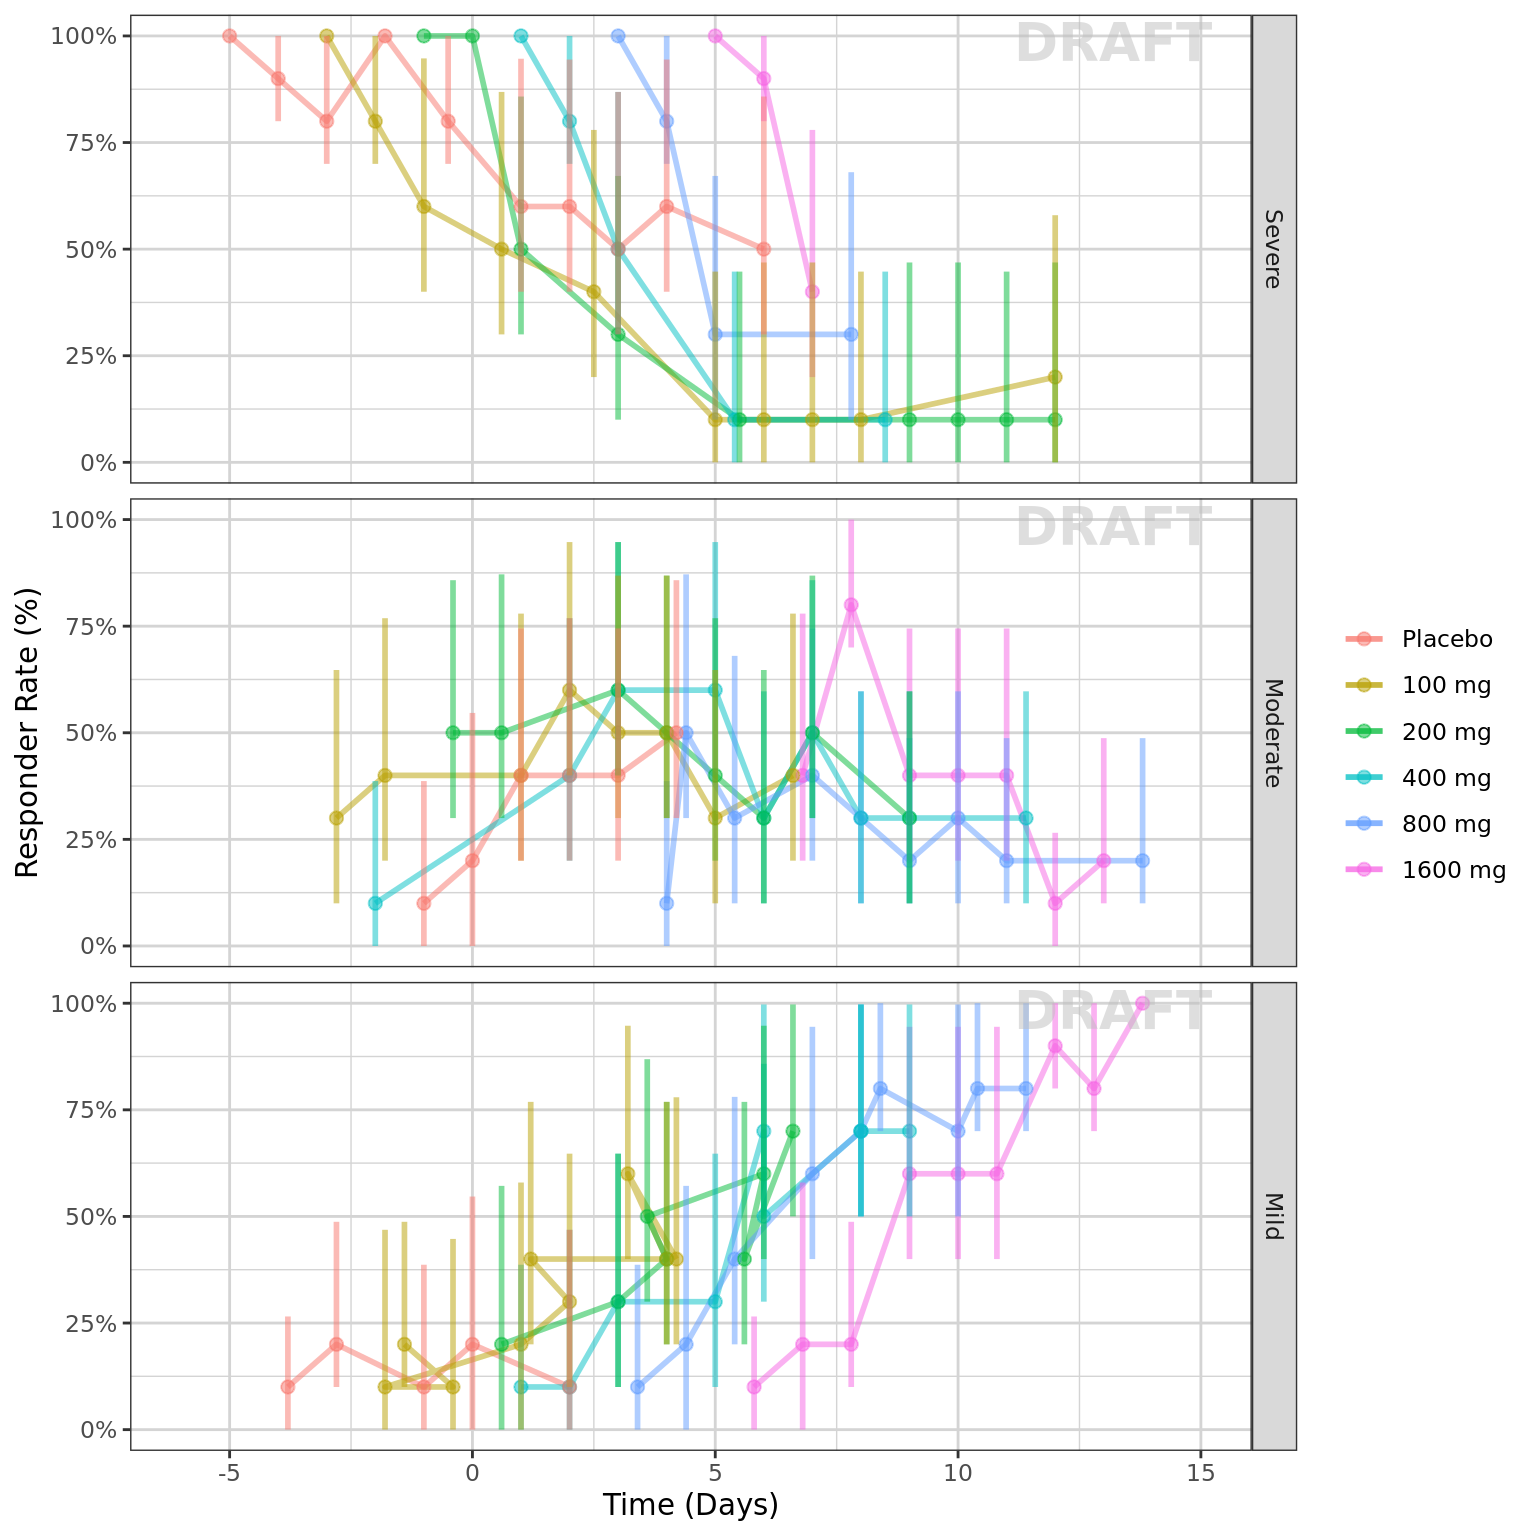 DRAFT
100%
75%
50%
25%
0%
Severe
DRAFT
100%
75%
50%
25%
0%
Moderate
DRAFT
100%
75%
50%
25%
0%
Mild
-5 0 5 10 15
Time (Days)
Responder Rate (%)
Placebo
100 mg
200 mg
400 mg
800 mg
1600 mg